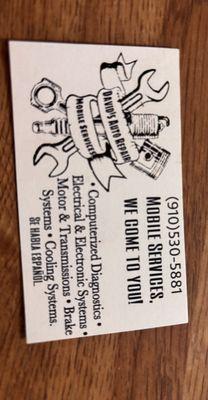 DAVID'S AUTO REPAIR
MOBILE SERVICES
(910)530-5881
MOBILE SERVICES,
WE COME TO YOU!
• Computerized Diagnostics •
Electrical & Electronic Systems •
Motor & Transmissions • Brake
Systems • Cooling Systems.
SE HABLA ESPAÑOL